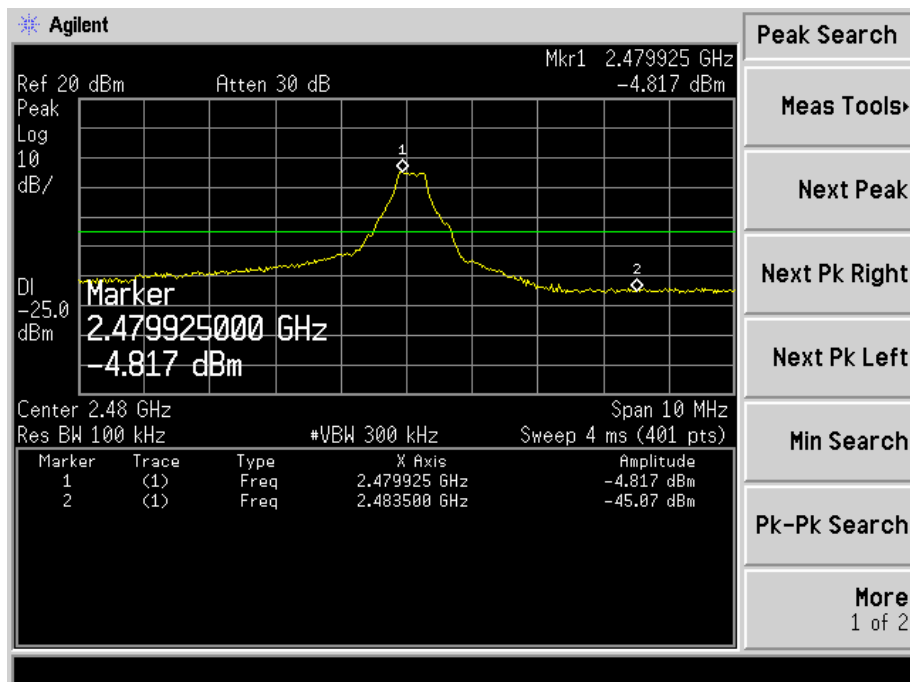 Agilent
Peak Search
Mkr1 2.479925 GHz
Ref 20 dBm Atten 30 dB -4.817 dBm
Peak
Log
10
dB/
1
2
DI
-25.0
dBm
Marker
2.479925000 GHz
-4.817 dBm
Center 2.48 GHz Span 10 MHz
Res BW 100 kHz #VBW 300 kHz Sweep 4 ms (401 pts)
Marker Trace Type X Axis Amplitude
1 (1) Freq 2.479925 GHz -4.817 dBm
2 (1) Freq 2.483500 GHz -45.07 dBm
Meas Tools▸
Next Peak
Next Pk Right
Next Pk Left
Min Search
Pk-Pk Search
More
1 of 2